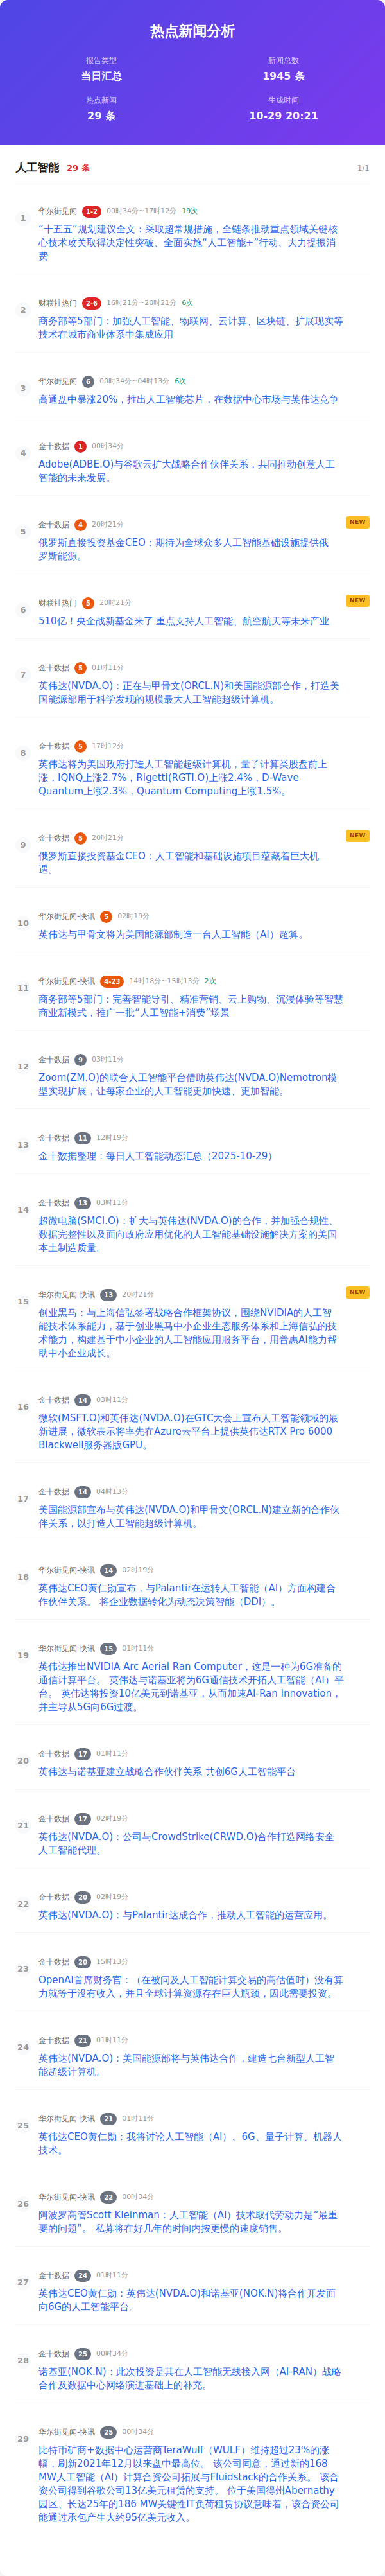 热点新闻分析
报告类型
当日汇总
新闻总数
1945 条
热点新闻
29 条
生成时间
10-29 20:21
人工智能 29 条 1/1
1 华尔街见闻 1-2 00时34分~17时12分 19次
“十五五”规划建议全文：采取超常规措施，全链条推动重点领域关键核
心技术攻关取得决定性突破、全面实施“人工智能+”行动、大力提振消
费
2 财联社热门 2-6 16时21分~20时21分 6次
商务部等5部门：加强人工智能、物联网、云计算、区块链、扩展现实等
技术在城市商业体系中集成应用
3 华尔街见闻 6 00时34分~04时13分 6次
高通盘中暴涨20%，推出人工智能芯片，在数据中心市场与英伟达竞争
4 金十数据 1 00时34分
Adobe(ADBE.O)与谷歌云扩大战略合作伙伴关系，共同推动创意人工
智能的未来发展。
5 金十数据 4 20时21分 NEW
俄罗斯直接投资基金CEO：期待为全球众多人工智能基础设施提供俄
罗斯能源。
6 财联社热门 5 20时21分 NEW
510亿！央企战新基金来了 重点支持人工智能、航空航天等未来产业
7 金十数据 5 01时11分
英伟达(NVDA.O)：正在与甲骨文(ORCL.N)和美国能源部合作，打造美
国能源部用于科学发现的规模最大人工智能超级计算机。
8 金十数据 5 17时12分
英伟达将为美国政府打造人工智能超级计算机，量子计算类股盘前上
涨，IQNQ上涨2.7%，Rigetti(RGTI.O)上涨2.4%，D-Wave
Quantum上涨2.3%，Quantum Computing上涨1.5%。
9 金十数据 5 20时21分 NEW
俄罗斯直接投资基金CEO：人工智能和基础设施项目蕴藏着巨大机
遇。
10 华尔街见闻-快讯 5 02时19分
英伟达与甲骨文将为美国能源部制造一台人工智能（AI）超算。
11 华尔街见闻-快讯 4-23 14时18分~15时13分 2次
商务部等5部门：完善智能导引、精准营销、云上购物、沉浸体验等智慧
商业新模式，推广一批“人工智能+消费”场景
12 金十数据 9 03时11分
Zoom(ZM.O)的联合人工智能平台借助英伟达(NVDA.O)Nemotron模
型实现扩展，让每家企业的人工智能更加快速、更加智能。
13 金十数据 11 12时19分
金十数据整理：每日人工智能动态汇总（2025-10-29）
14 金十数据 13 03时11分
超微电脑(SMCI.O)：扩大与英伟达(NVDA.O)的合作，并加强合规性、
数据完整性以及面向政府应用优化的人工智能基础设施解决方案的美国
本土制造质量。
15 华尔街见闻-快讯 13 20时21分 NEW
创业黑马：与上海信弘签署战略合作框架协议，围绕NVIDIA的人工智
能技术体系能力，基于创业黑马中小企业生态服务体系和上海信弘的技
术能力，构建基于中小企业的人工智能应用服务平台，用普惠AI能力帮
助中小企业成长。
16 金十数据 14 03时11分
微软(MSFT.O)和英伟达(NVDA.O)在GTC大会上宣布人工智能领域的最
新进展，微软表示将率先在Azure云平台上提供英伟达RTX Pro 6000
Blackwell服务器版GPU。
17 金十数据 14 04时13分
美国能源部宣布与英伟达(NVDA.O)和甲骨文(ORCL.N)建立新的合作伙
伴关系，以打造人工智能超级计算机。
18 华尔街见闻-快讯 14 02时19分
英伟达CEO黄仁勋宣布，与Palantir在运转人工智能（AI）方面构建合
作伙伴关系。 将企业数据转化为动态决策智能（DDI）。
19 华尔街见闻-快讯 15 01时11分
英伟达推出NVIDIA Arc Aerial Ran Computer，这是一种为6G准备的
通信计算平台。 英伟达与诺基亚将为6G通信技术开拓人工智能（AI）平
台。 英伟达将投资10亿美元到诺基亚，从而加速AI-Ran Innovation，
并主导从5G向6G过渡。
20 金十数据 17 01时11分
英伟达与诺基亚建立战略合作伙伴关系 共创6G人工智能平台
21 金十数据 17 02时19分
英伟达(NVDA.O)：公司与CrowdStrike(CRWD.O)合作打造网络安全
人工智能代理。
22 金十数据 20 02时19分
英伟达(NVDA.O)：与Palantir达成合作，推动人工智能的运营应用。
23 金十数据 20 15时13分
OpenAI首席财务官：（在被问及人工智能计算交易的高估值时）没有算
力就等于没有收入，并且全球计算资源存在巨大瓶颈，因此需要投资。
24 金十数据 21 01时11分
英伟达(NVDA.O)：美国能源部将与英伟达合作，建造七台新型人工智
能超级计算机。
25 华尔街见闻-快讯 21 01时11分
英伟达CEO黄仁勋：我将讨论人工智能（AI）、6G、量子计算、机器人
技术。
26 华尔街见闻-快讯 22 00时34分
阿波罗高管Scott Kleinman：人工智能（AI）技术取代劳动力是“最重
要的问题”。 私募将在好几年的时间内按更慢的速度销售。
27 金十数据 24 01时11分
英伟达CEO黄仁勋：英伟达(NVDA.O)和诺基亚(NOK.N)将合作开发面
向6G的人工智能平台。
28 金十数据 25 00时34分
诺基亚(NOK.N)：此次投资是其在人工智能无线接入网（AI-RAN）战略
合作及数据中心网络演进基础上的补充。
29 华尔街见闻-快讯 25 00时34分
比特币矿商+数据中心运营商TeraWulf（WULF）维持超过23%的涨
幅，刷新2021年12月以来盘中最高位。 该公司同意，通过新的168
MW人工智能（AI）计算合资公司拓展与Fluidstack的合作关系。 该合
资公司得到谷歌公司13亿美元租赁的支持。 位于美国得州Abernathy
园区、长达25年的186 MW关键性IT负荷租赁协议意味着，该合资公司
能通过承包产生大约95亿美元收入。